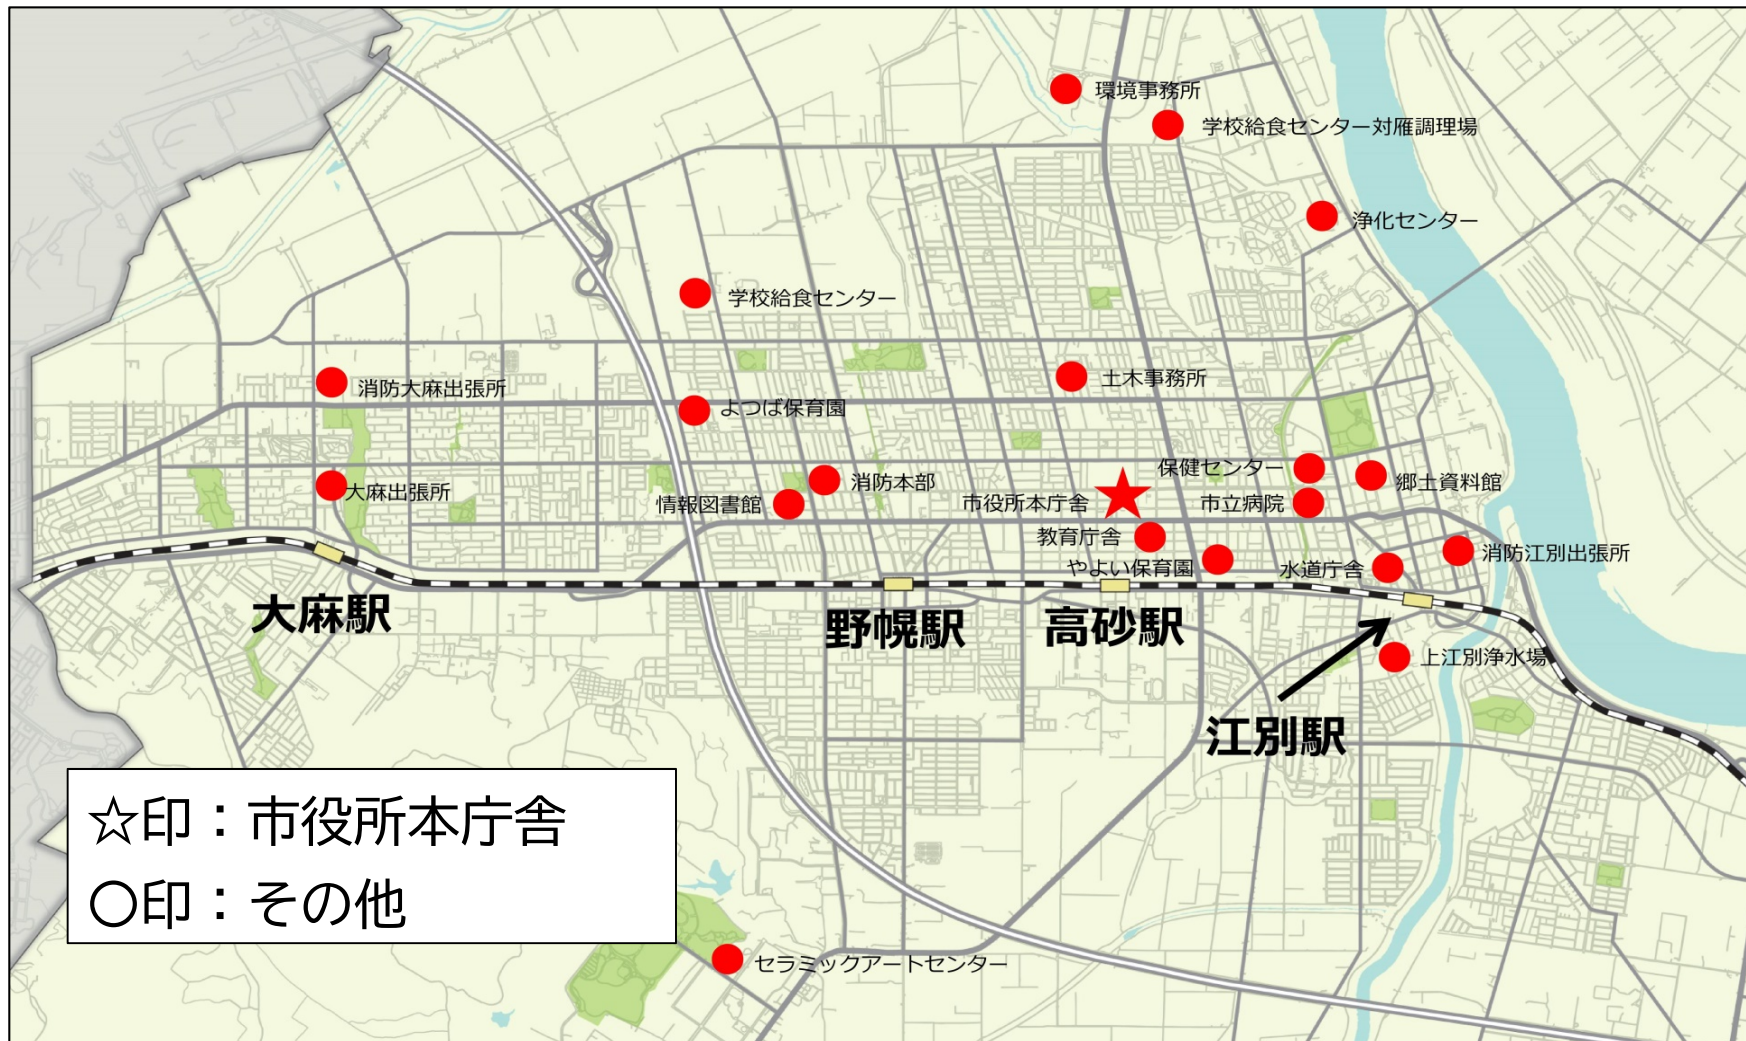 環境事務所
学校給食センター対雁調理場
浄化センター
学校給食センター
消防大麻出張所
土木事務所
よつば保育園
保健センター
郷土資料館
大麻出張所
消防本部
情報図書館
市役所本庁舎
市立病院
教育庁舎
消防江別出張所
やよい保育園
水道庁舎
大麻駅
野幌駅
高砂駅
上江別浄水場
江別駅
☆印：市役所本庁舎
○印：その他
セラミックアートセンター